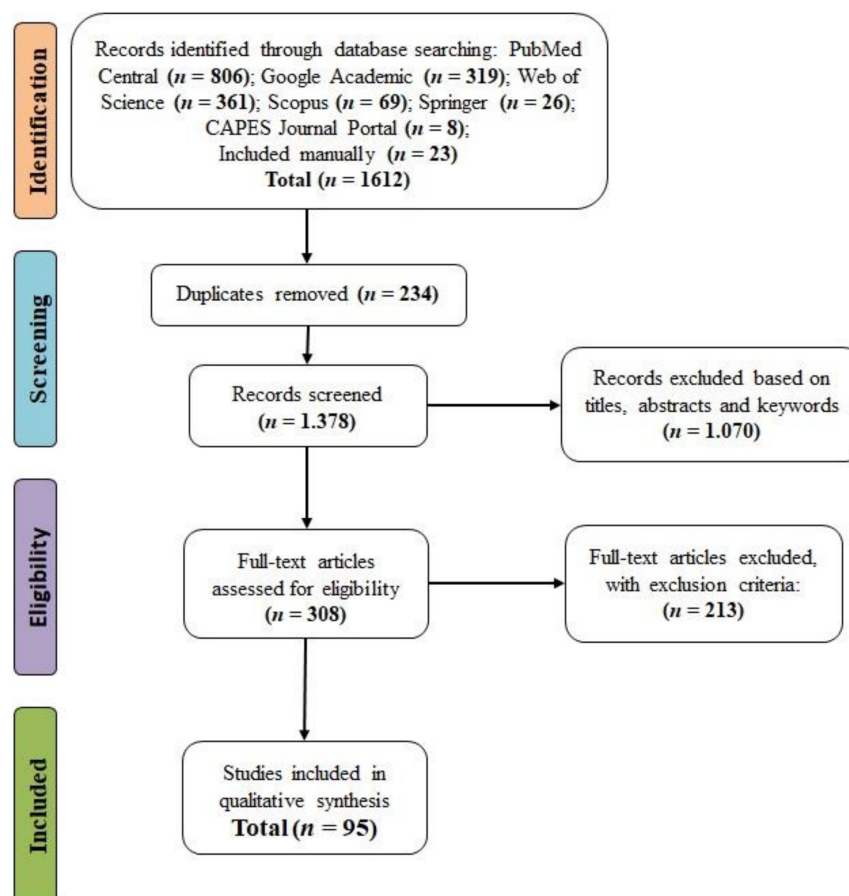 Identification
Records identified through database searching: PubMed
Central (n = 806); Google Academic (n = 319); Web of
Science (n = 361); Scopus (n = 69); Springer (n = 26);
CAPES Journal Portal (n = 8);
Included manually (n = 23)
Total (n = 1612)
Screening
Duplicates removed (n = 234)
Records screened
(n = 1.378)
Records excluded based on
titles, abstracts and keywords
(n = 1.070)
Eligibility
Full-text articles
assessed for eligibility
(n = 308)
Full-text articles excluded,
with exclusion criteria:
(n = 213)
Included
Studies included in
qualitative synthesis
Total (n = 95)